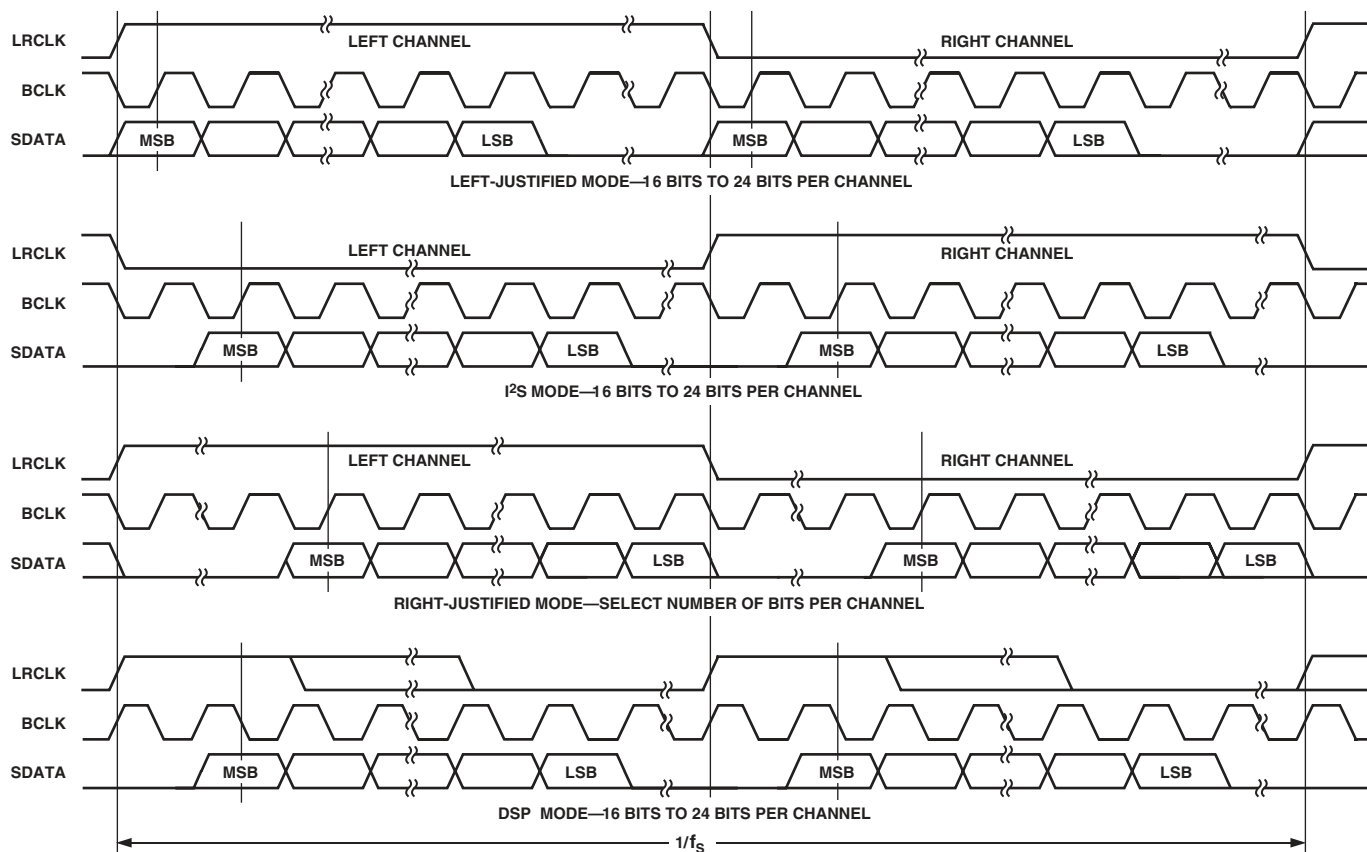 LRCLK LEFT CHANNEL RIGHT CHANNEL
BCLK
SDATA MSB LSB MSB LSB
LEFT-JUSTIFIED MODE—16 BITS TO 24 BITS PER CHANNEL
LRCLK LEFT CHANNEL RIGHT CHANNEL
BCLK
SDATA MSB LSB MSB LSB
I²S MODE—16 BITS TO 24 BITS PER CHANNEL
LRCLK LEFT CHANNEL RIGHT CHANNEL
BCLK
SDATA MSB LSB MSB LSB
RIGHT-JUSTIFIED MODE—SELECT NUMBER OF BITS PER CHANNEL
LRCLK
BCLK
SDATA MSB LSB MSB LSB
DSP MODE—16 BITS TO 24 BITS PER CHANNEL
1/fS